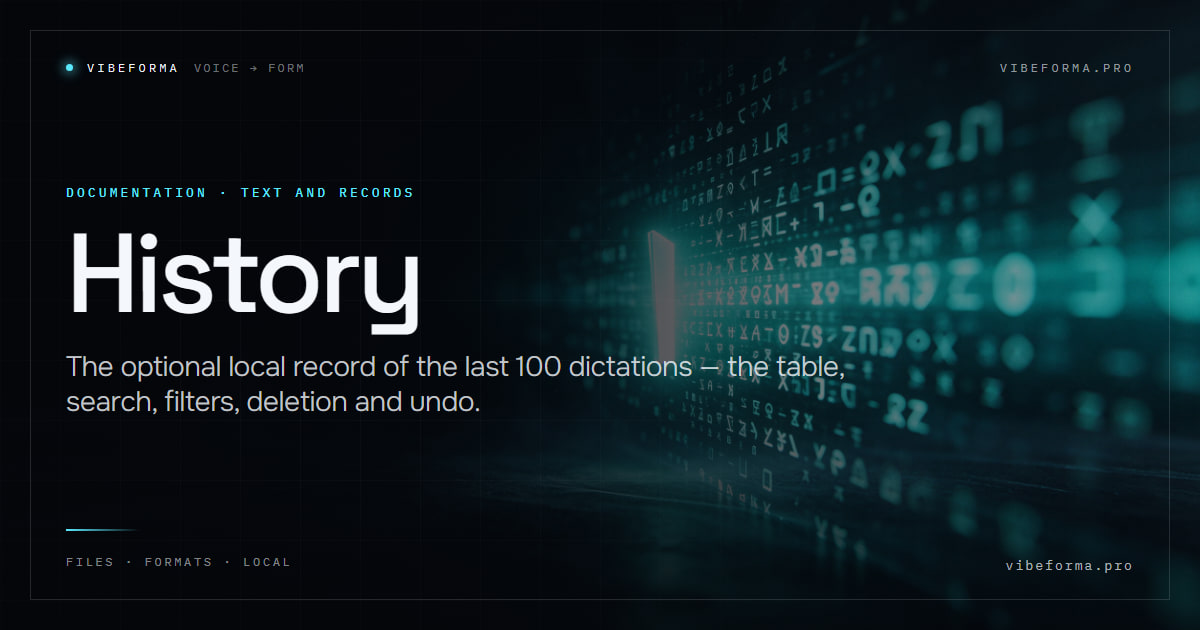 VIBEFORMA VOICE → FORM
VIBEFORMA.PRO
DOCUMENTATION · TEXT AND RECORDS
History
The optional local record of the last 100 dictations — the table,
search, filters, deletion and undo.
FILES · FORMATS · LOCAL
vibeforma.pro